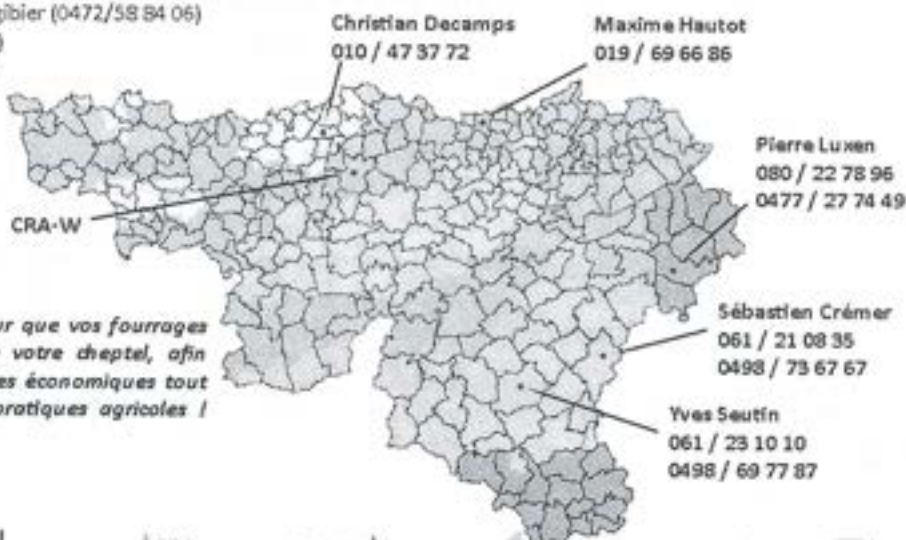 gibier (0472/58 84 06)
)
Christian Decamps
010 / 47 37 72
Maxime Hautot
019 / 69 66 86
Pierre Luxen
080 / 22 78 96
0477 / 27 74 49
CRA-W
ur que vos fourrages
votre cheptel, afin
es économiques tout
pratiques agricoles !
Sébastien Crémer
061 / 21 08 35
0498 / 73 67 67
Yves Seutin
061 / 23 10 10
0498 / 69 77 87